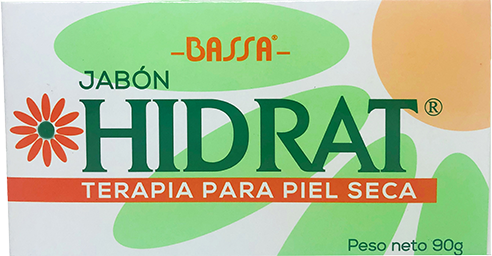 -BASSA®-
JABÓN
HIDRAT®
TERAPIA PARA PIEL SECA
Peso neto 90g